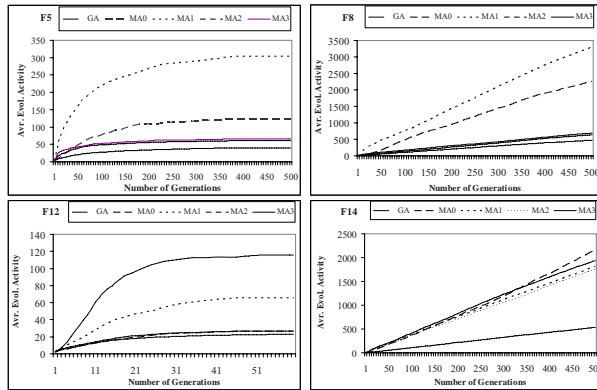 F5
GA MA0 MA1 MA2 MA3
Avr. Evol. Activity
350
300
250
200
150
100
50
0
1 50 100 150 200 250 300 350 400 450 500
Number of Generations
F8
GA MA0 MA1 MA2 MA3
Avr. Evol. Activity
3500
3000
2500
2000
1500
1000
500
0
1 50 100 150 200 250 300 350 400 450 500
Number of Generations
F12
GA MA0 MA1 MA2 MA3
Avr. Evol. Activity
140
120
100
80
60
40
20
0
1 11 21 31 41 51
Number of Generations
F14
GA MA0 MA1 MA2 MA3
Avr. Evol. Activity
2500
2000
1500
1000
500
0
1 50 100 150 200 250 300 350 400 450 500
Number of Generations